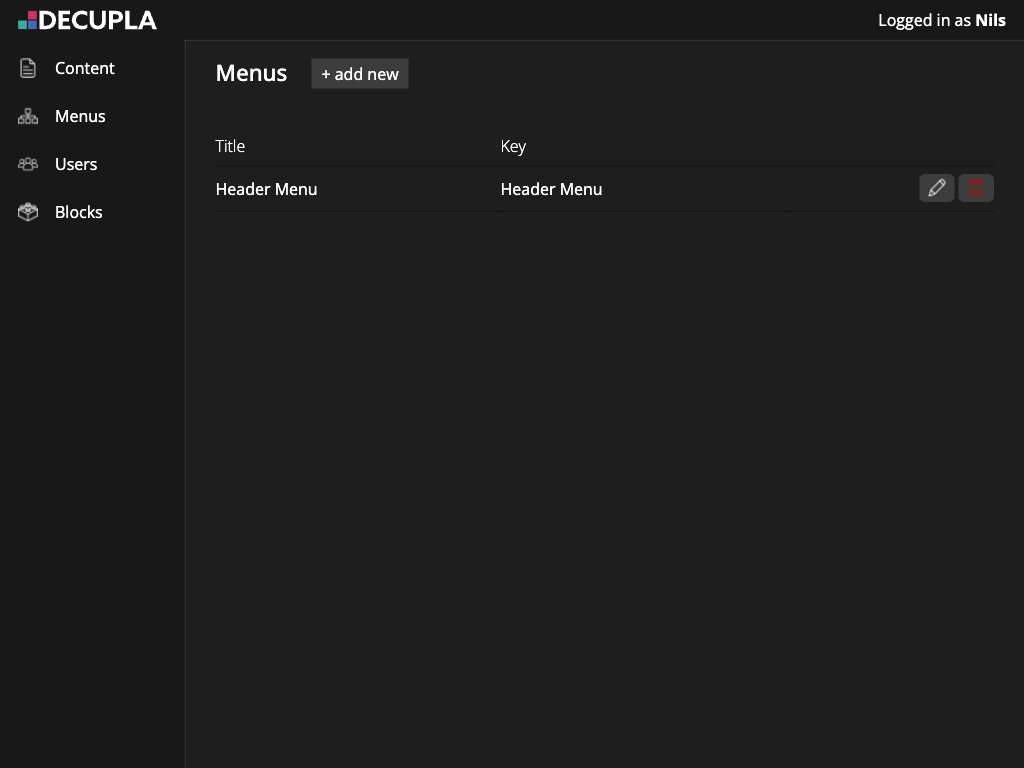 DECUPLA
Logged in as Nils
Content
Menus
Users
Blocks
Menus
+ add new
Title
Key
Header Menu
Header Menu